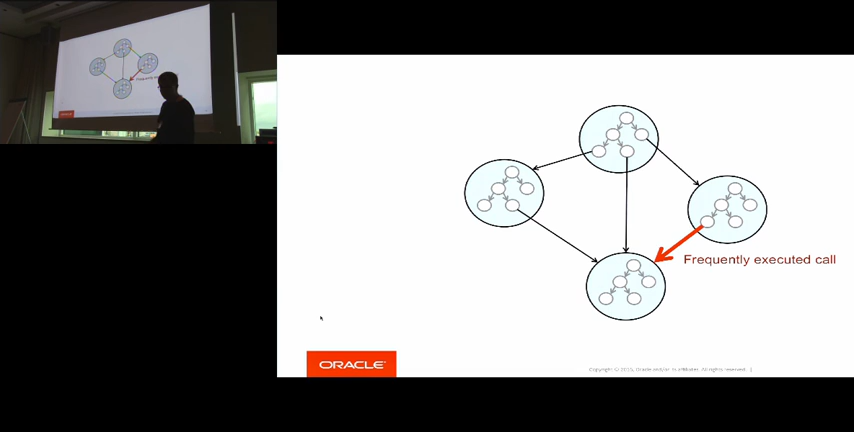 Frequently executed call
ORACLE
Copyright © 2015, Oracle and/or its affiliates. All rights reserved. |